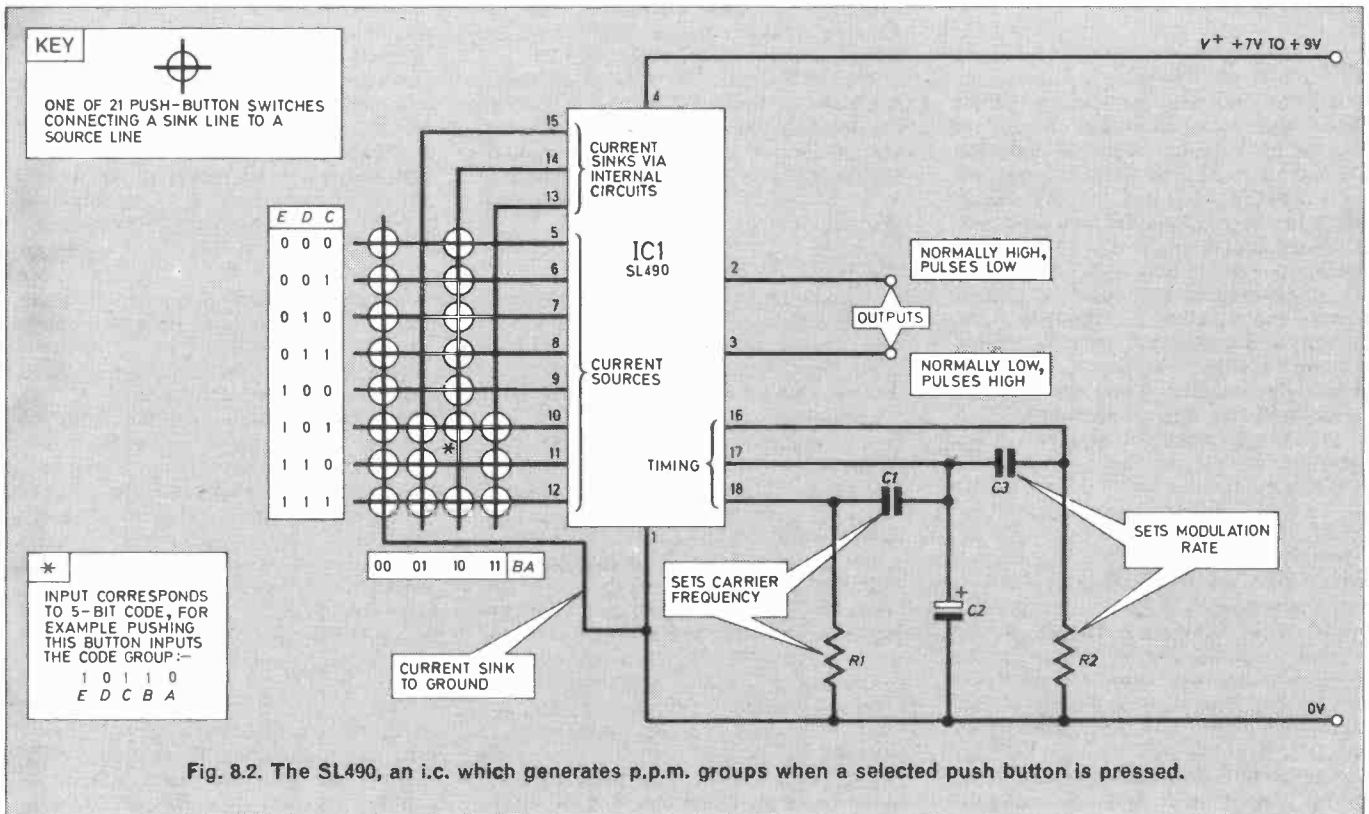 KEY
ONE OF 21 PUSH-BUTTON SWITCHES
CONNECTING A SINK LINE TO A
SOURCE LINE
V+ +7V TO +9V
4
15
14
13
CURRENT
SINKS VIA
INTERNAL
CIRCUITS
E D C
0 0 0
0 0 1
0 1 0
0 1 1
1 0 0
1 0 1
1 1 0
1 1 1
5
6
7
8
9
10
11
12
CURRENT
SOURCES
IC1
SL490
2
3
NORMALLY HIGH,
PULSES LOW
OUTPUTS
NORMALLY LOW,
PULSES HIGH
TIMING
16
17
18
1
*
00 01 10 11 BA
C1
C3
+
C2
R1
R2
SETS CARRIER
FREQUENCY
SETS MODULATION
RATE
*
INPUT CORRESPONDS
TO 5-BIT CODE, FOR
EXAMPLE PUSHING
THIS BUTTON INPUTS
THE CODE GROUP:–
1 0 1 1 0
E D C B A
CURRENT SINK
TO GROUND
0V
Fig. 8.2. The SL490, an i.c. which generates p.p.m. groups when a selected push button is pressed.